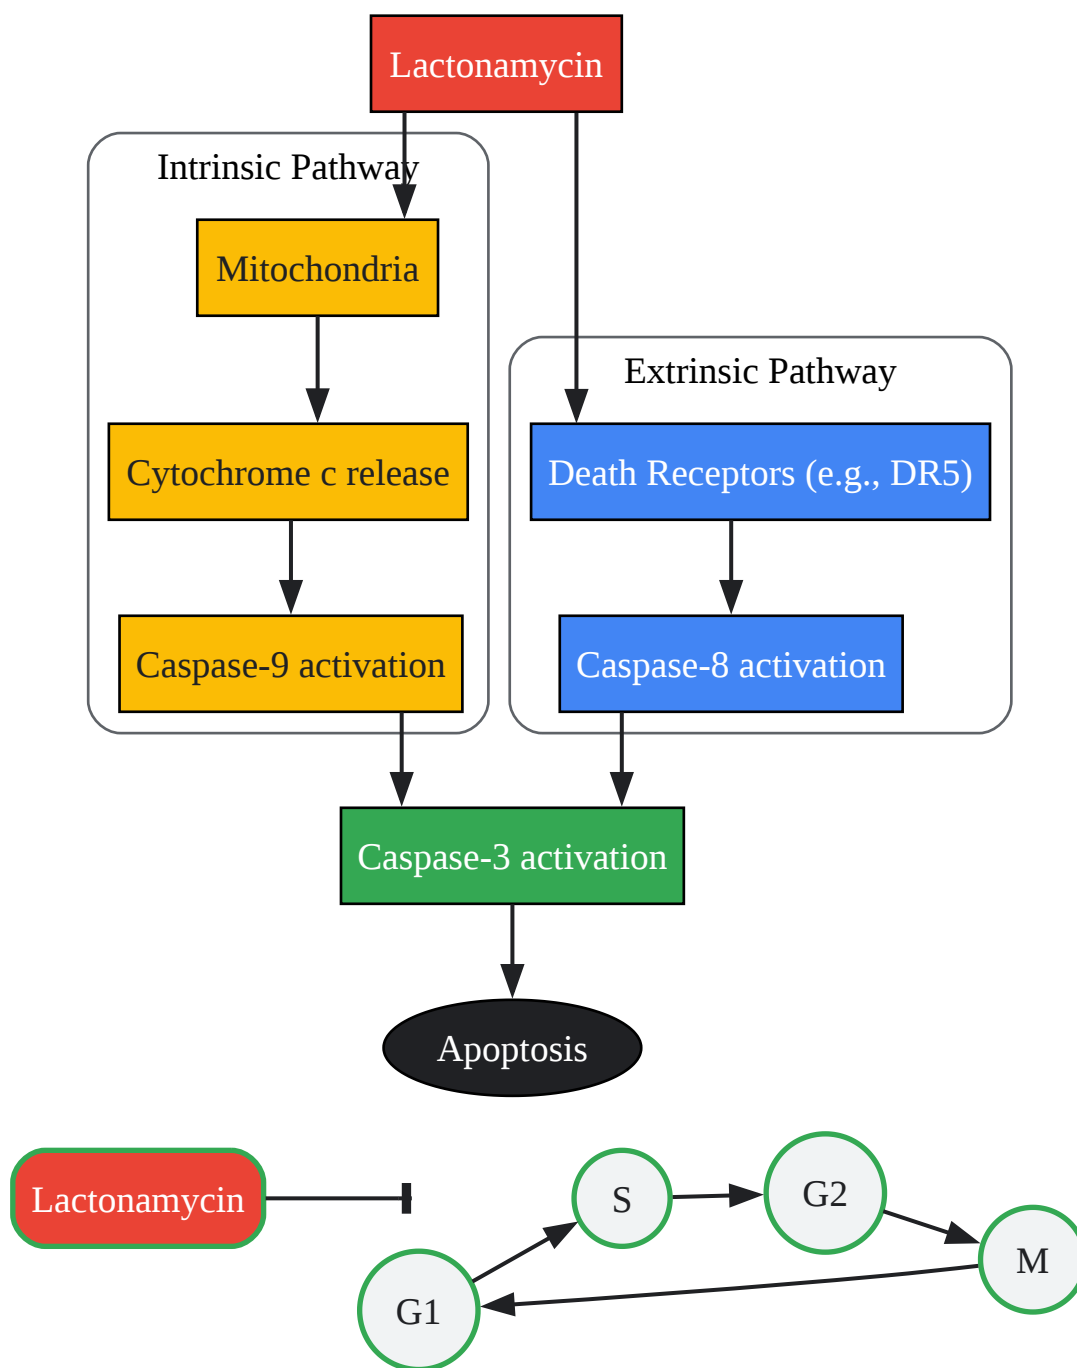 Lactonamycin
Intrinsic Pathway
Mitochondria
Extrinsic Pathway
Cytochrome c release
Death Receptors (e.g., DR5)
Caspase-9 activation
Caspase-8 activation
Caspase-3 activation
Apoptosis
Lactonamycin
S
G2
M
G1